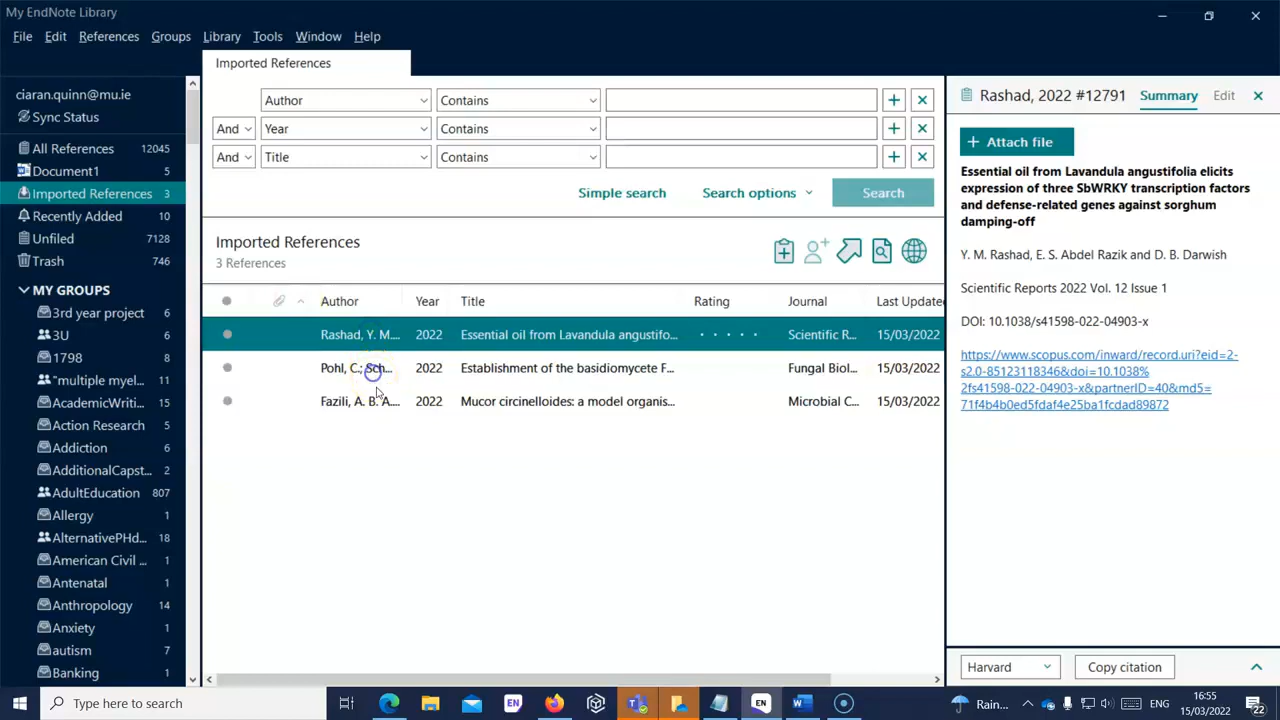 My EndNote Library
File Edit References Groups Library Tools Window Help
Imported References
ciaran.quinn@mu.ie
Sync Status
All References 12045
Document1 5
Imported References 3
Recently Added 10
Unfiled 7128
Trash 746
MY GROUPS
3rd year project 6
3U 6
1798 8
"multiple myel... 11
AcademicWriti... 9
Action Research 4
Addiction 6
AdditionalCapst... 2
AdultEducation 807
Allergy 1
AlternativePHd... 18
American Civil ... 1
Antenatal 1
Anthropology 14
Anxiety 1
autism 7
Banking 1
Author Contains
And Year Contains
And Title Contains
Simple search Search options Search
Imported References
3 References
Author Year Title Rating Journal Last Updated
Rashad, Y. M.... 2022 Essential oil from Lavandula angustifo... Scientific R... 15/03/2022
Pohl, C.; Sch... 2022 Establishment of the basidiomycete F... Fungal Biol... 15/03/2022
Fazili, A. B. A.... 2022 Mucor circinelloides: a model organis... Microbial C... 15/03/2022
Rashad, 2022 #12791 Summary Edit
+ Attach file
Essential oil from Lavandula angustifolia elicits
expression of three SbWRKY transcription factors
and defense-related genes against sorghum
damping-off
Y. M. Rashad, E. S. Abdel Razik and D. B. Darwish
Scientific Reports 2022 Vol. 12 Issue 1
DOI: 10.1038/s41598-022-04903-x
https://www.scopus.com/inward/record.uri?eid=2-
s2.0-85123118346&doi=10.1038%
2fs41598-022-04903-x&partnerID=40&md5=
71f4b4b0ed5fdaf4e25ba1fcdad89872
Harvard Copy citation
Type here to search
EN
EN
Rain...
ENG
16:55
15/03/2022
22